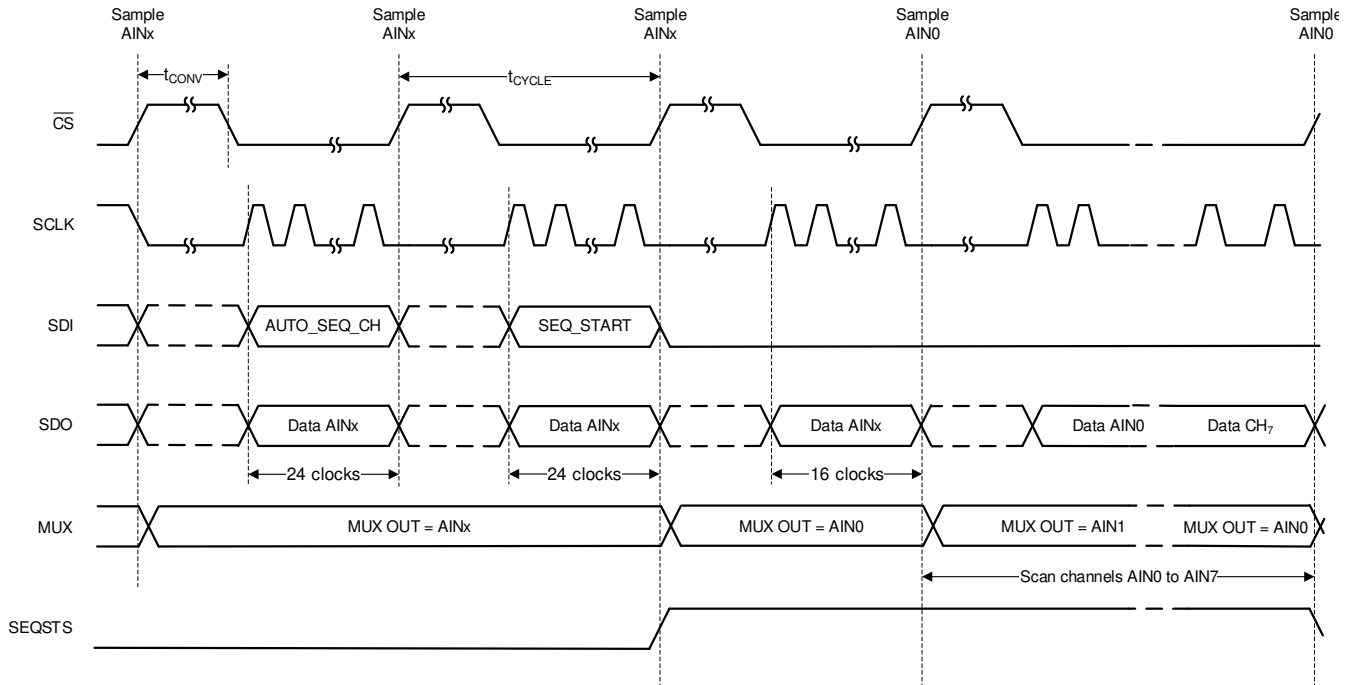 Sample
AINx
Sample
AINx
Sample
AINx
Sample
AIN0
Sample
AIN0
tCONV
tCYCLE
CS
SCLK
SDI
AUTO_SEQ_CH
SEQ_START
SDO
Data AINx
Data AINx
Data AINx
Data AIN0
Data CH7
24 clocks
24 clocks
16 clocks
MUX
MUX OUT = AINx
MUX OUT = AIN0
MUX OUT = AIN1
MUX OUT = AIN0
Scan channels AIN0 to AIN7
SEQSTS